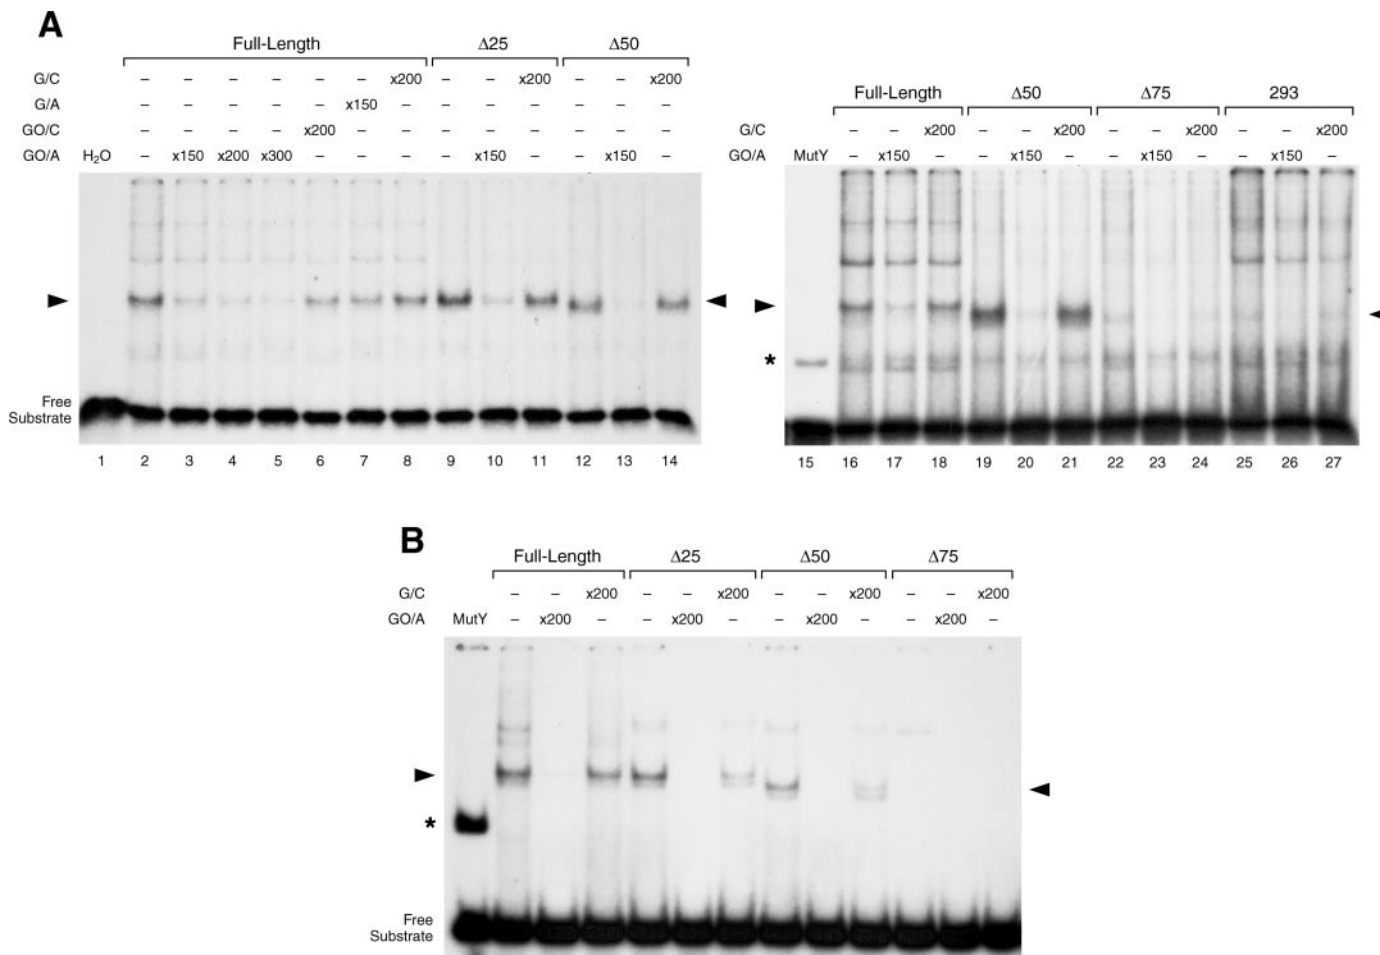 A
Full-Length Δ25 Δ50
G/C – – – – – – x200 – – x200 – – x200
G/A – – – – – x150 – – – – – – –
GO/C – – – – x200 – – – – – – – –
GO/A H₂O – x150 x200 x300 – – – – x150 – – x150 –
Free
Substrate
1 2 3 4 5 6 7 8 9 10 11 12 13 14
Full-Length Δ50 Δ75 293
G/C – – x200 – – x200 – – x200 – – x200
GO/A MutY – x150 – – x150 – – x150 – – x150 –
*
15 16 17 18 19 20 21 22 23 24 25 26 27
B
Full-Length Δ25 Δ50 Δ75
G/C – – x200 – – x200 – – x200 – – x200
GO/A MutY – x200 – – x200 – – x200 – – x200 –
*
Free
Substrate